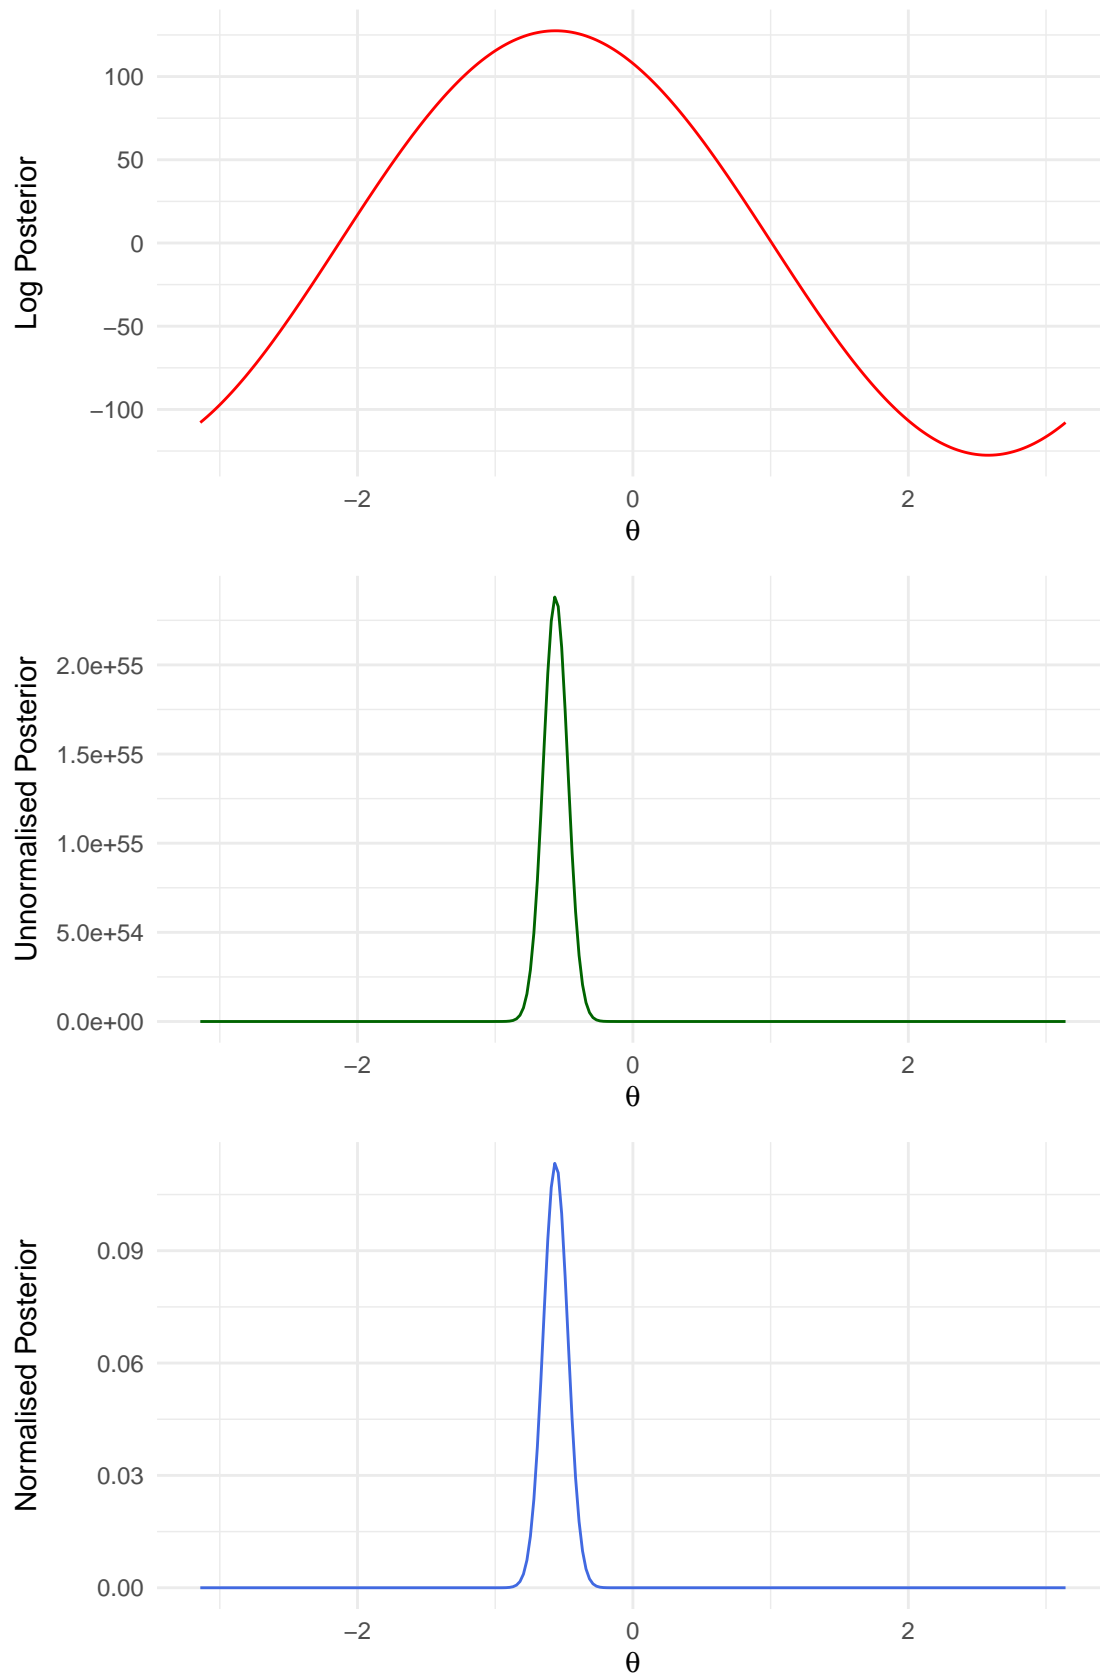 Log Posterior
100
50
0
−50
−100
−2 0 2
θ
Unnormalised Posterior
2.0e+55
1.5e+55
1.0e+55
5.0e+54
0.0e+00
−2 0 2
θ
Normalised Posterior
0.09
0.06
0.03
0.00
−2 0 2
θ